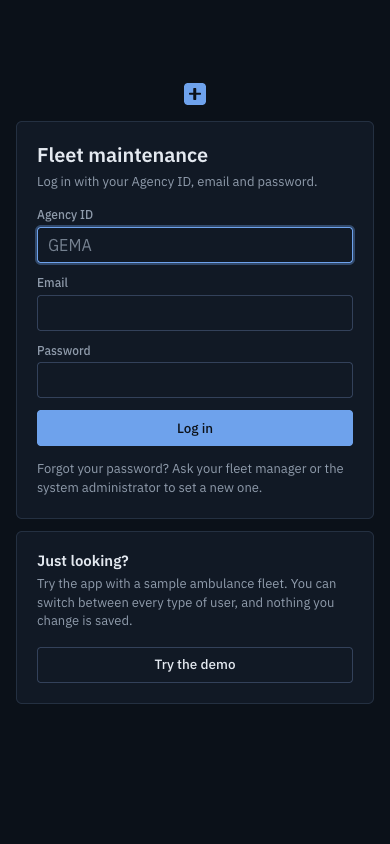 Fleet maintenance
Log in with your Agency ID, email and password.
Agency ID
GEMA
Email
Password
Log in
Forgot your password? Ask your fleet manager or the
system administrator to set a new one.
Just looking?
Try the app with a sample ambulance fleet. You can
switch between every type of user, and nothing you
change is saved.
Try the demo